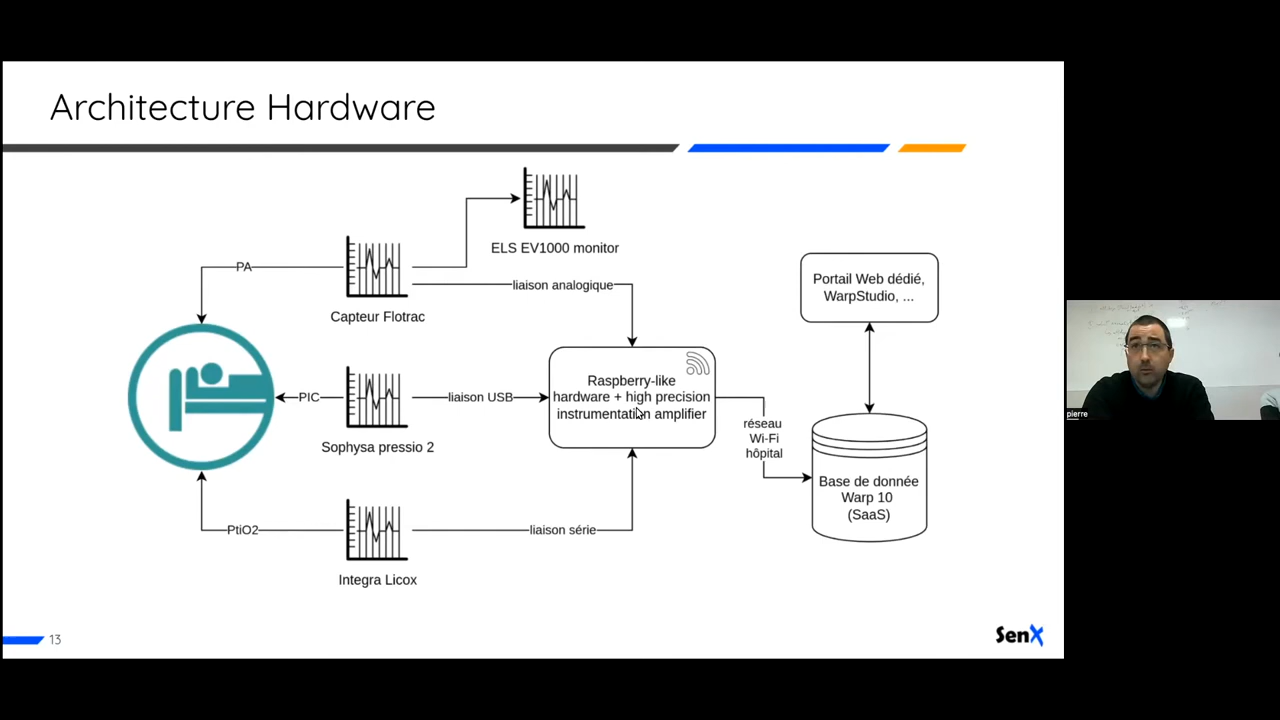 Architecture Hardware
ELS EV1000 monitor
PA
liaison analogique
Capteur Flotrac
Portail Web dédié,
WarpStudio, ...
Raspberry-like
hardware + high precision
instrumentation amplifier
PIC
liaison USB
Sophysa pressio 2
réseau
Wi-Fi
hôpital
Base de donnée
Warp 10
(SaaS)
PtiO2
liaison série
Integra Licox
13
SenX
pierre